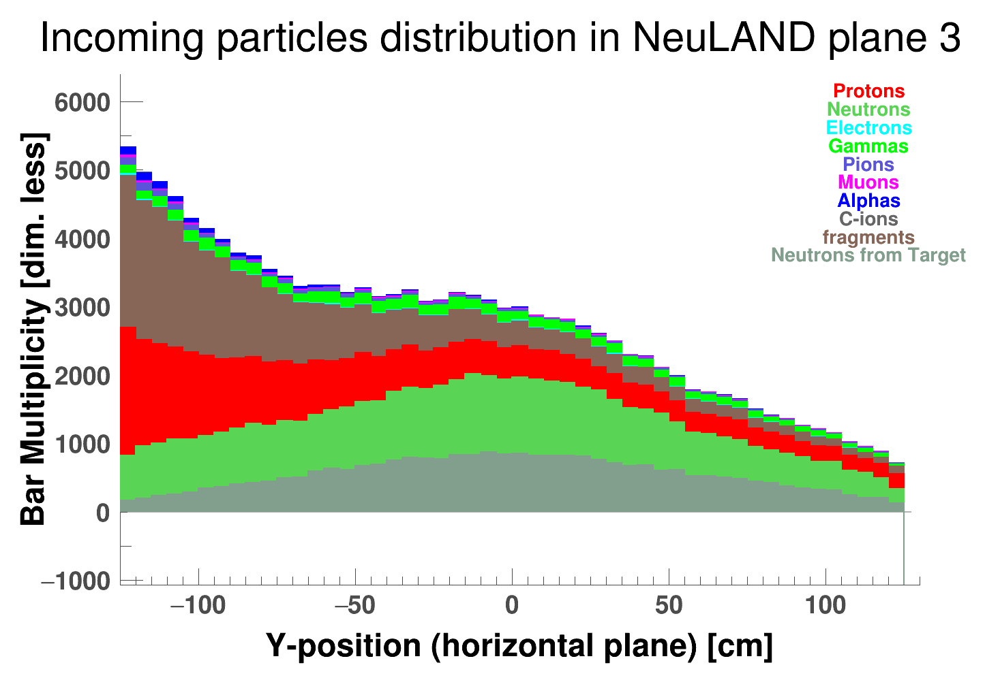 Incoming particles distribution in NeuLAND plane 3
Bar Multiplicity [dim. less]
6000
5000
4000
3000
2000
1000
0
−1000
Protons
Neutrons
Electrons
Gammas
Pions
Muons
Alphas
C-ions
fragments
Neutrons from Target
−100 −50 0 50 100
Y-position (horizontal plane) [cm]